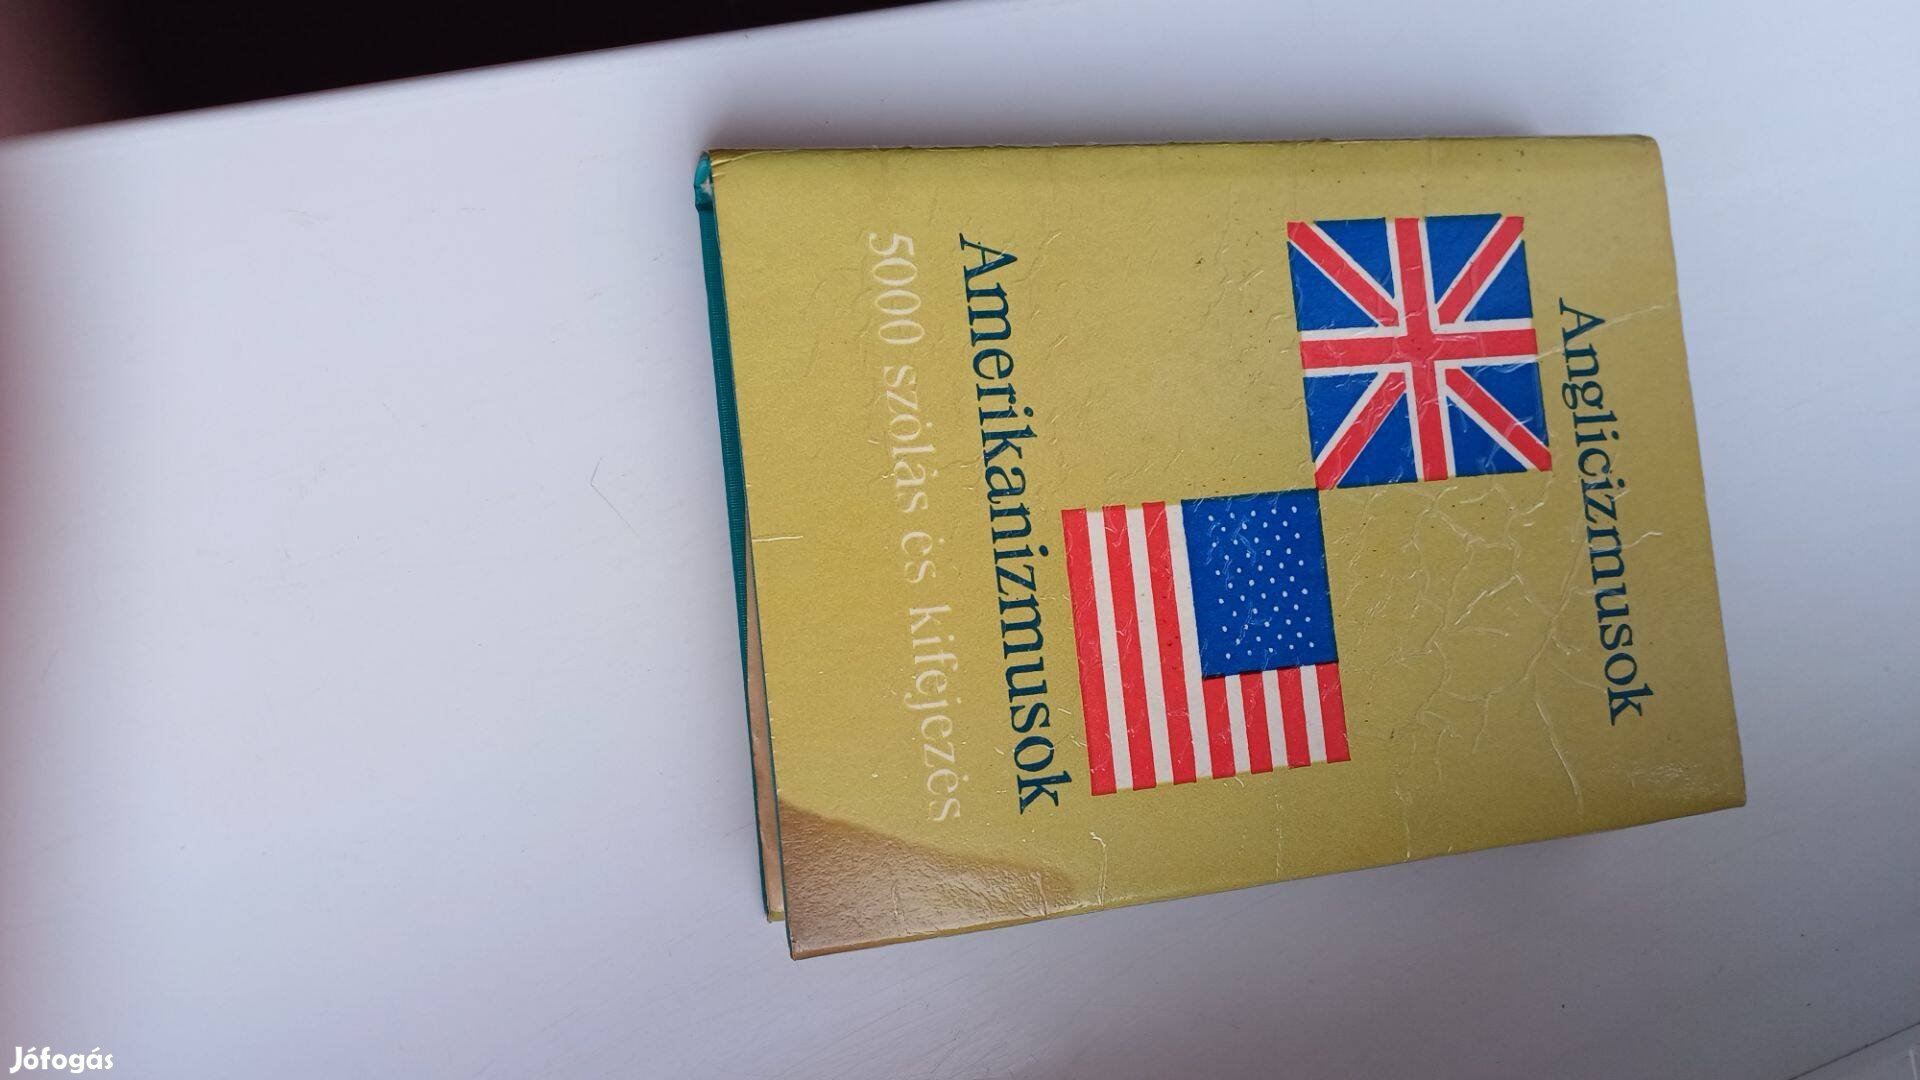 Anglicizmusok
Amerikanizmusok
5000 szólás és kifejezés
Jófogás